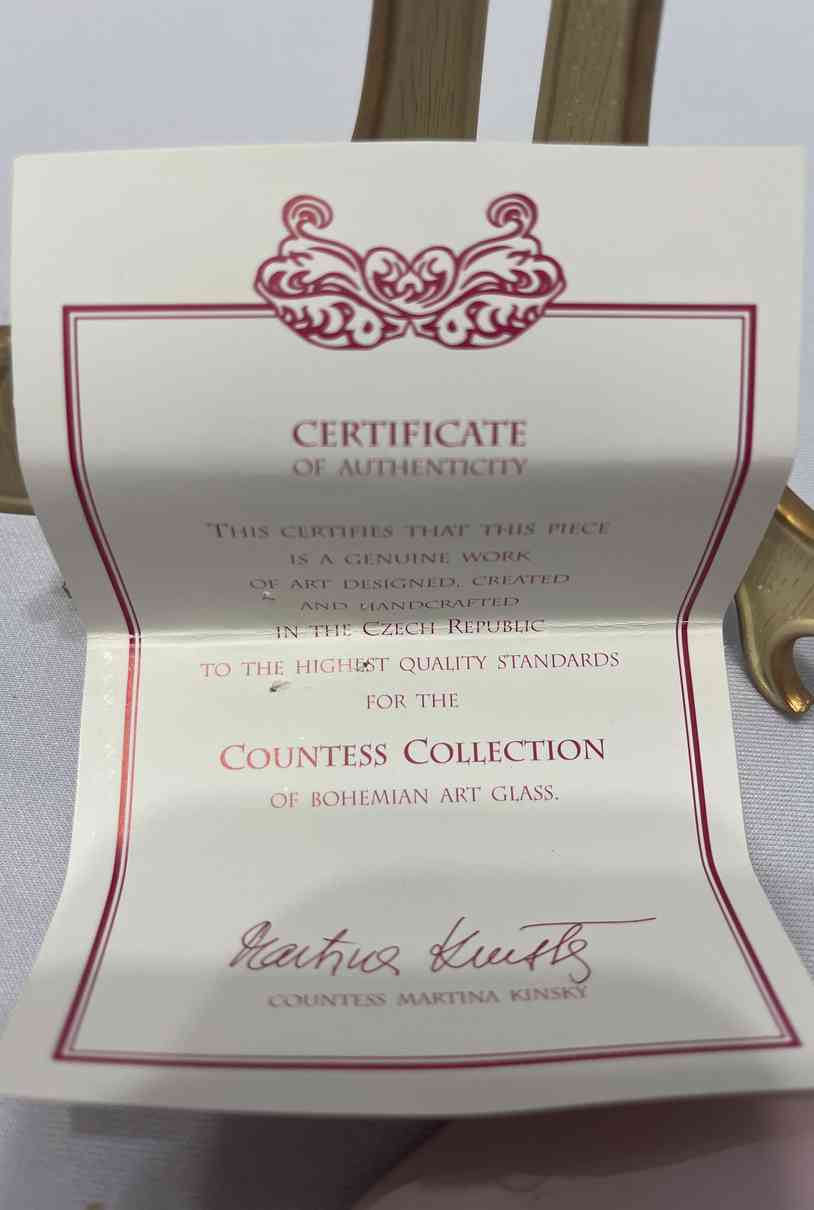 CERTIFICATE
OF AUTHENTICITY
THIS CERTIFIES THAT THIS PIECE
IS A GENUINE WORK
OF ART DESIGNED, CREATED
AND HANDCRAFTED
IN THE CZECH REPUBLIC
TO THE HIGHEST QUALITY STANDARDS
FOR THE
COUNTESS COLLECTION
OF BOHEMIAN ART GLASS.
Martina Kinsky
COUNTESS MARTINA KINSKY